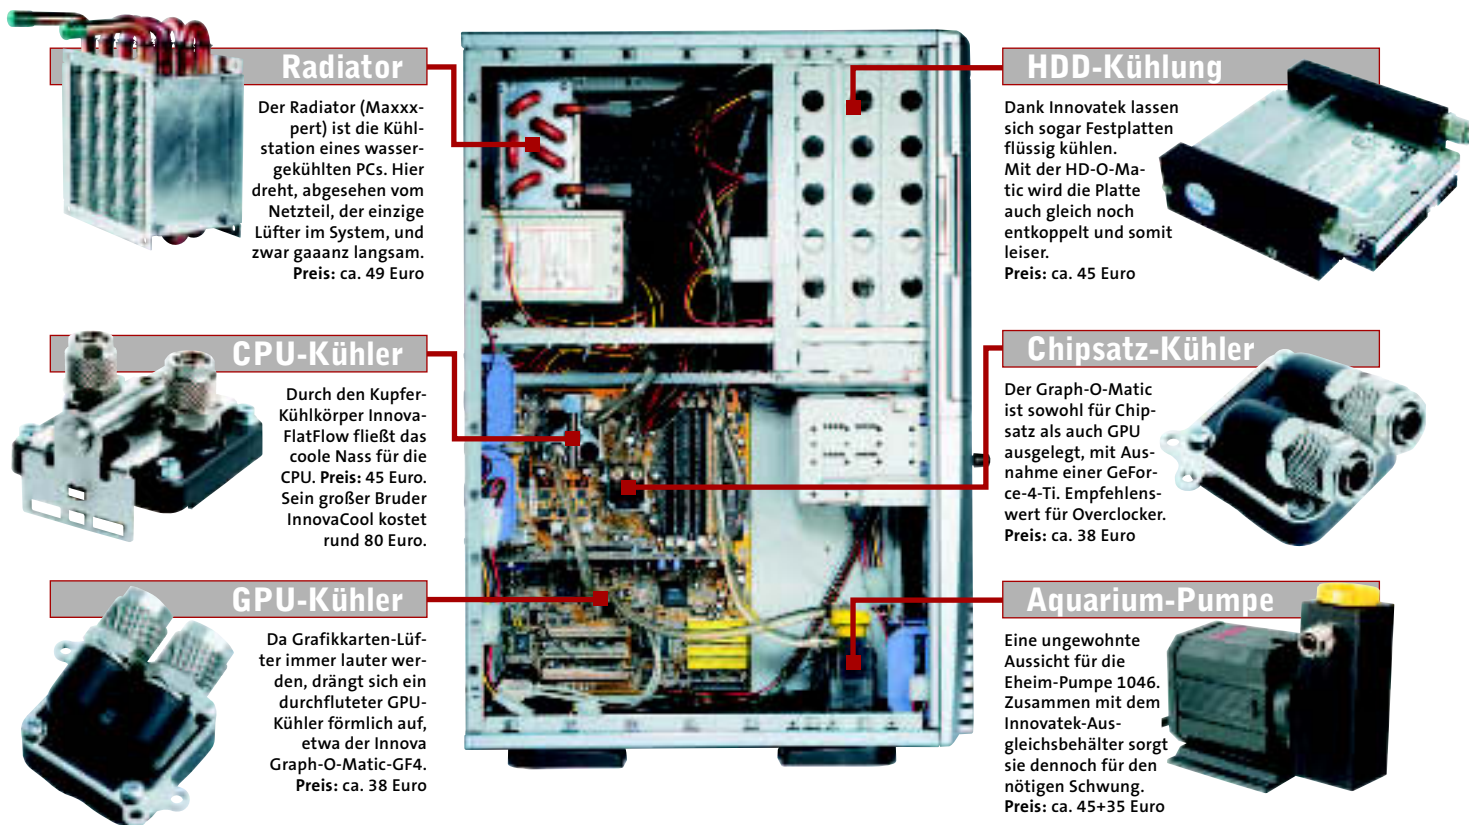 Radiator
Der Radiator (Maxxx-
pert) ist die Kühl-
station eines wasser-
gekühlten PCs. Hier
dreht, abgesehen vom
Netzteil, der einzige
Lüfter im System, und
zwar gaaanz langsam.
Preis: ca. 49 Euro
CPU-Kühler
Durch den Kupfer-
Kühlkörper Innova-
FlatFlow fließt das
coole Nass für die
CPU. Preis: 45 Euro.
Sein großer Bruder
InnovaCool kostet
rund 80 Euro.
GPU-Kühler
Da Grafikkarten-Lüf-
ter immer lauter wer-
den, drängt sich ein
durchfluteter GPU-
Kühler förmlich auf,
etwa der Innova
Graph-O-Matic-GF4.
Preis: ca. 38 Euro
HDD-Kühlung
Dank Innovatek lassen
sich sogar Festplatten
flüssig kühlen.
Mit der HD-O-Ma-
tic wird die Platte
auch gleich noch
entkoppelt und somit
leiser.
Preis: ca. 45 Euro
Chipsatz-Kühler
Der Graph-O-Matic
ist sowohl für Chip-
satz als auch GPU
ausgelegt, mit Aus-
nahme einer GeFor-
ce-4-Ti. Empfehlens-
wert für Overclocker.
Preis: ca. 38 Euro
Aquarium-Pumpe
Eine ungewohnte
Aussicht für die
Eheim-Pumpe 1046.
Zusammen mit dem
Innovatek-Aus-
gleichsbehälter sorgt
sie dennoch für den
nötigen Schwung.
Preis: ca. 45+35 Euro